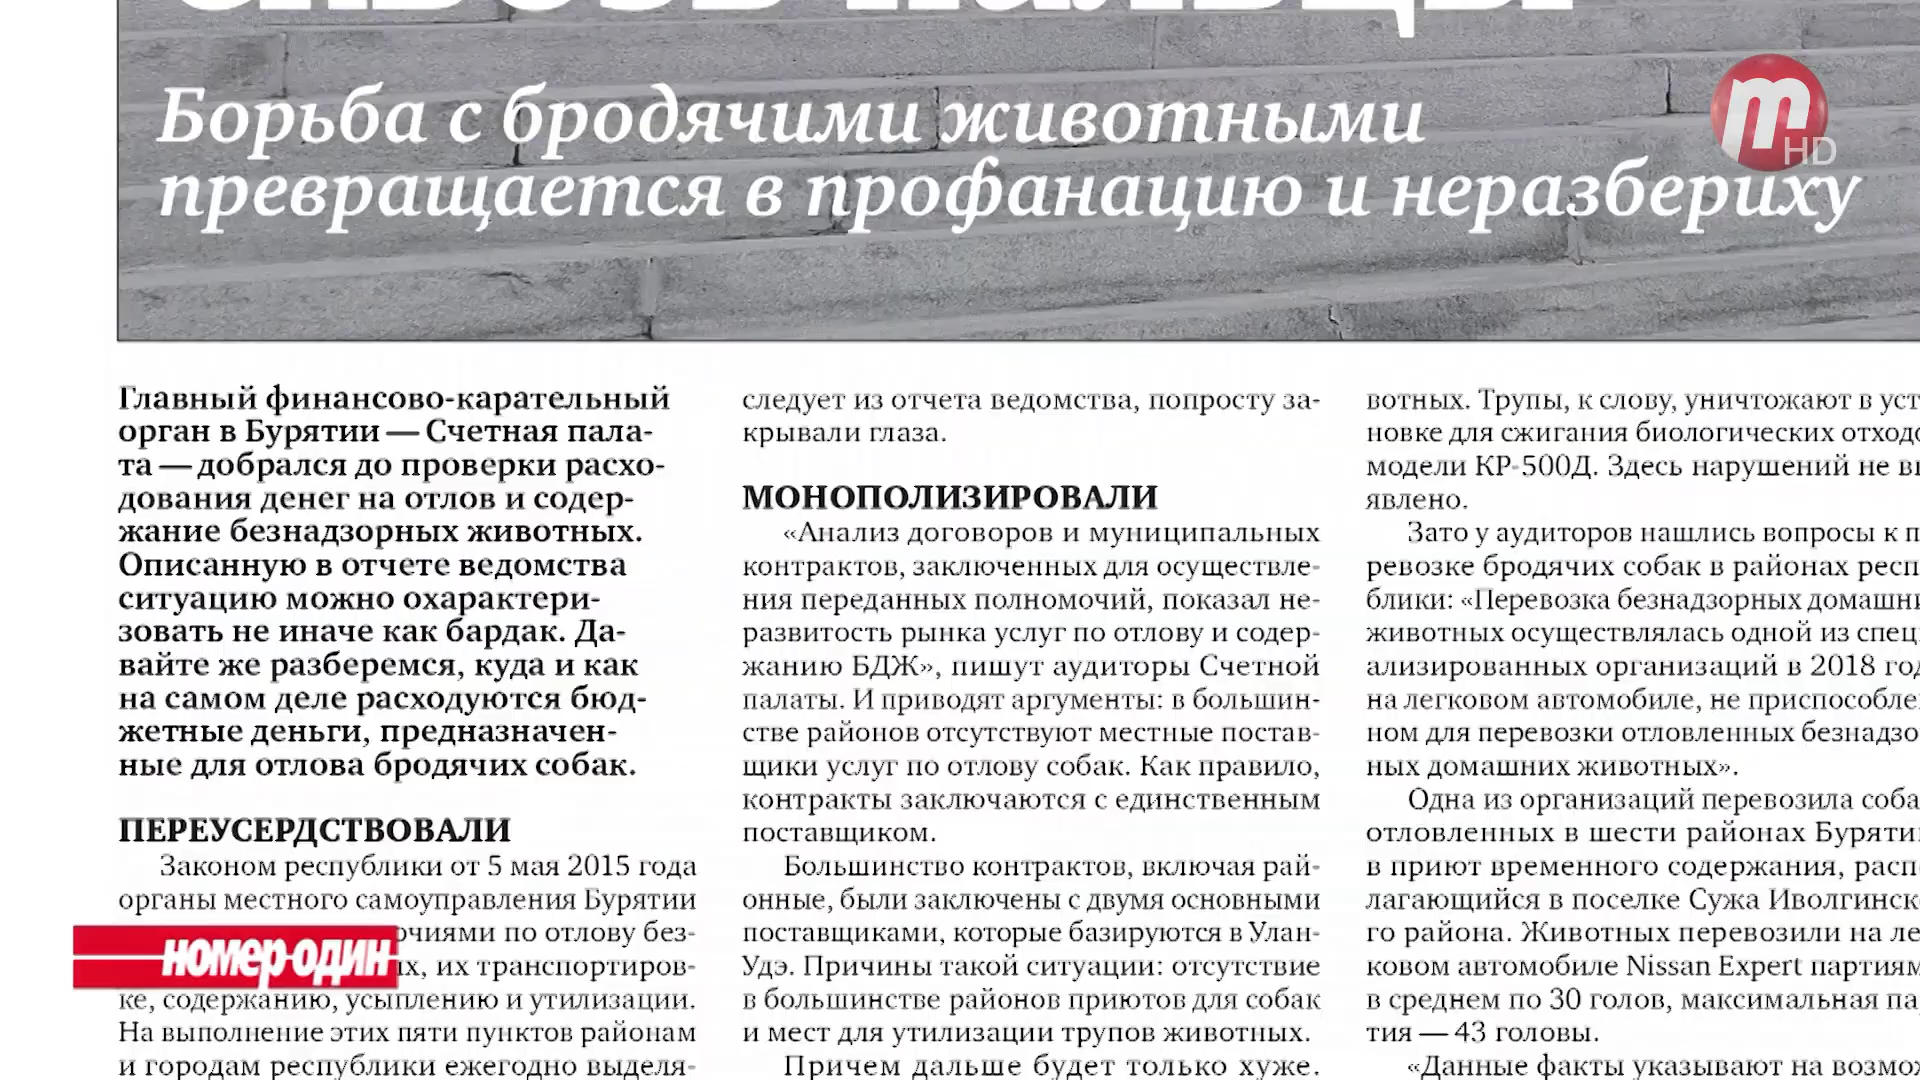 Борьба с бродячими животными
превращается в профанацию и неразбериху
m
HD
Главный финансово-карательный
орган в Бурятии — Счетная пала-
та — добрался до проверки расхо-
дования денег на отлов и содер-
жание безнадзорных животных.
Описанную в отчете ведомства
ситуацию можно охарактери-
зовать не иначе как бардак. Да-
вайте же разберемся, куда и как
на самом деле расходуются бюд-
жетные деньги, предназначен-
ные для отлова бродячих собак.
ПЕРЕУСЕРДСТВОВАЛИ
Законом республики от 5 мая 2015 года
органы местного самоуправления Бурятии
по отлову без-
их транспортиров-
ке, содержанию, усыплению и утилизации.
На выполнение этих пяти пунктов районам
и городам республики ежегодно выделя-
номер-один
следует из отчета ведомства, попросту за-
крывали глаза.
МОНОПОЛИЗИРОВАЛИ
«Анализ договоров и муниципальных
контрактов, заключенных для осуществле-
ния переданных полномочий, показал не-
развитость рынка услуг по отлову и содер-
жанию БДЖ», пишут аудиторы Счетной
палаты. И приводят аргументы: в большин-
стве районов отсутствуют местные постав-
щики услуг по отлову собак. Как правило,
контракты заключаются с единственным
поставщиком.
Большинство контрактов, включая рай-
онные, были заключены с двумя основными
поставщиками, которые базируются в Улан-
Удэ. Причины такой ситуации: отсутствие
в большинстве районов приютов для собак
и мест для утилизации трупов животных.
Причем дальше будет только хуже.
вотных. Трупы, к слову, уничтожают в уст
новке для сжигания биологических отходо
модели КР-500Д. Здесь нарушений не вы
явлено.
Зато у аудиторов нашлись вопросы к п
ревозке бродячих собак в районах респ
блики: «Перевозка безнадзорных домашни
животных осуществлялась одной из спец
ализированных организаций в 2018 год
на легковом автомобиле, не приспособле
ном для перевозки отловленных безнадзо
ных домашних животных».
Одна из организаций перевозила соба
отловленных в шести районах Бурятии
в приют временного содержания, расп
лагающийся в поселке Сужа Иволгинск
го района. Животных перевозили на ле
ковом автомобиле Nissan Expert партиям
в среднем по 30 голов, максимальная па
тия — 43 головы.
«Данные факты указывают на возмо